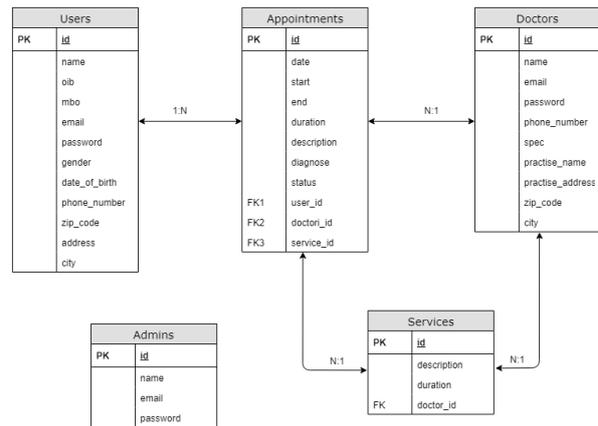 Users
PK id
name
oib
mbo
email
password
gender
date_of_birth
phone_number
zip_code
address
city
1:N
Appointments
PK id
date
start
end
duration
description
diagnose
status
FK1 user_id
FK2 doctori_id
FK3 service_id
N:1
Doctors
PK id
name
email
password
phone_number
spec
practise_name
practise_address
zip_code
city
Admins
PK id
name
email
password
N:1
Services
PK id
description
duration
FK doctor_id
N:1